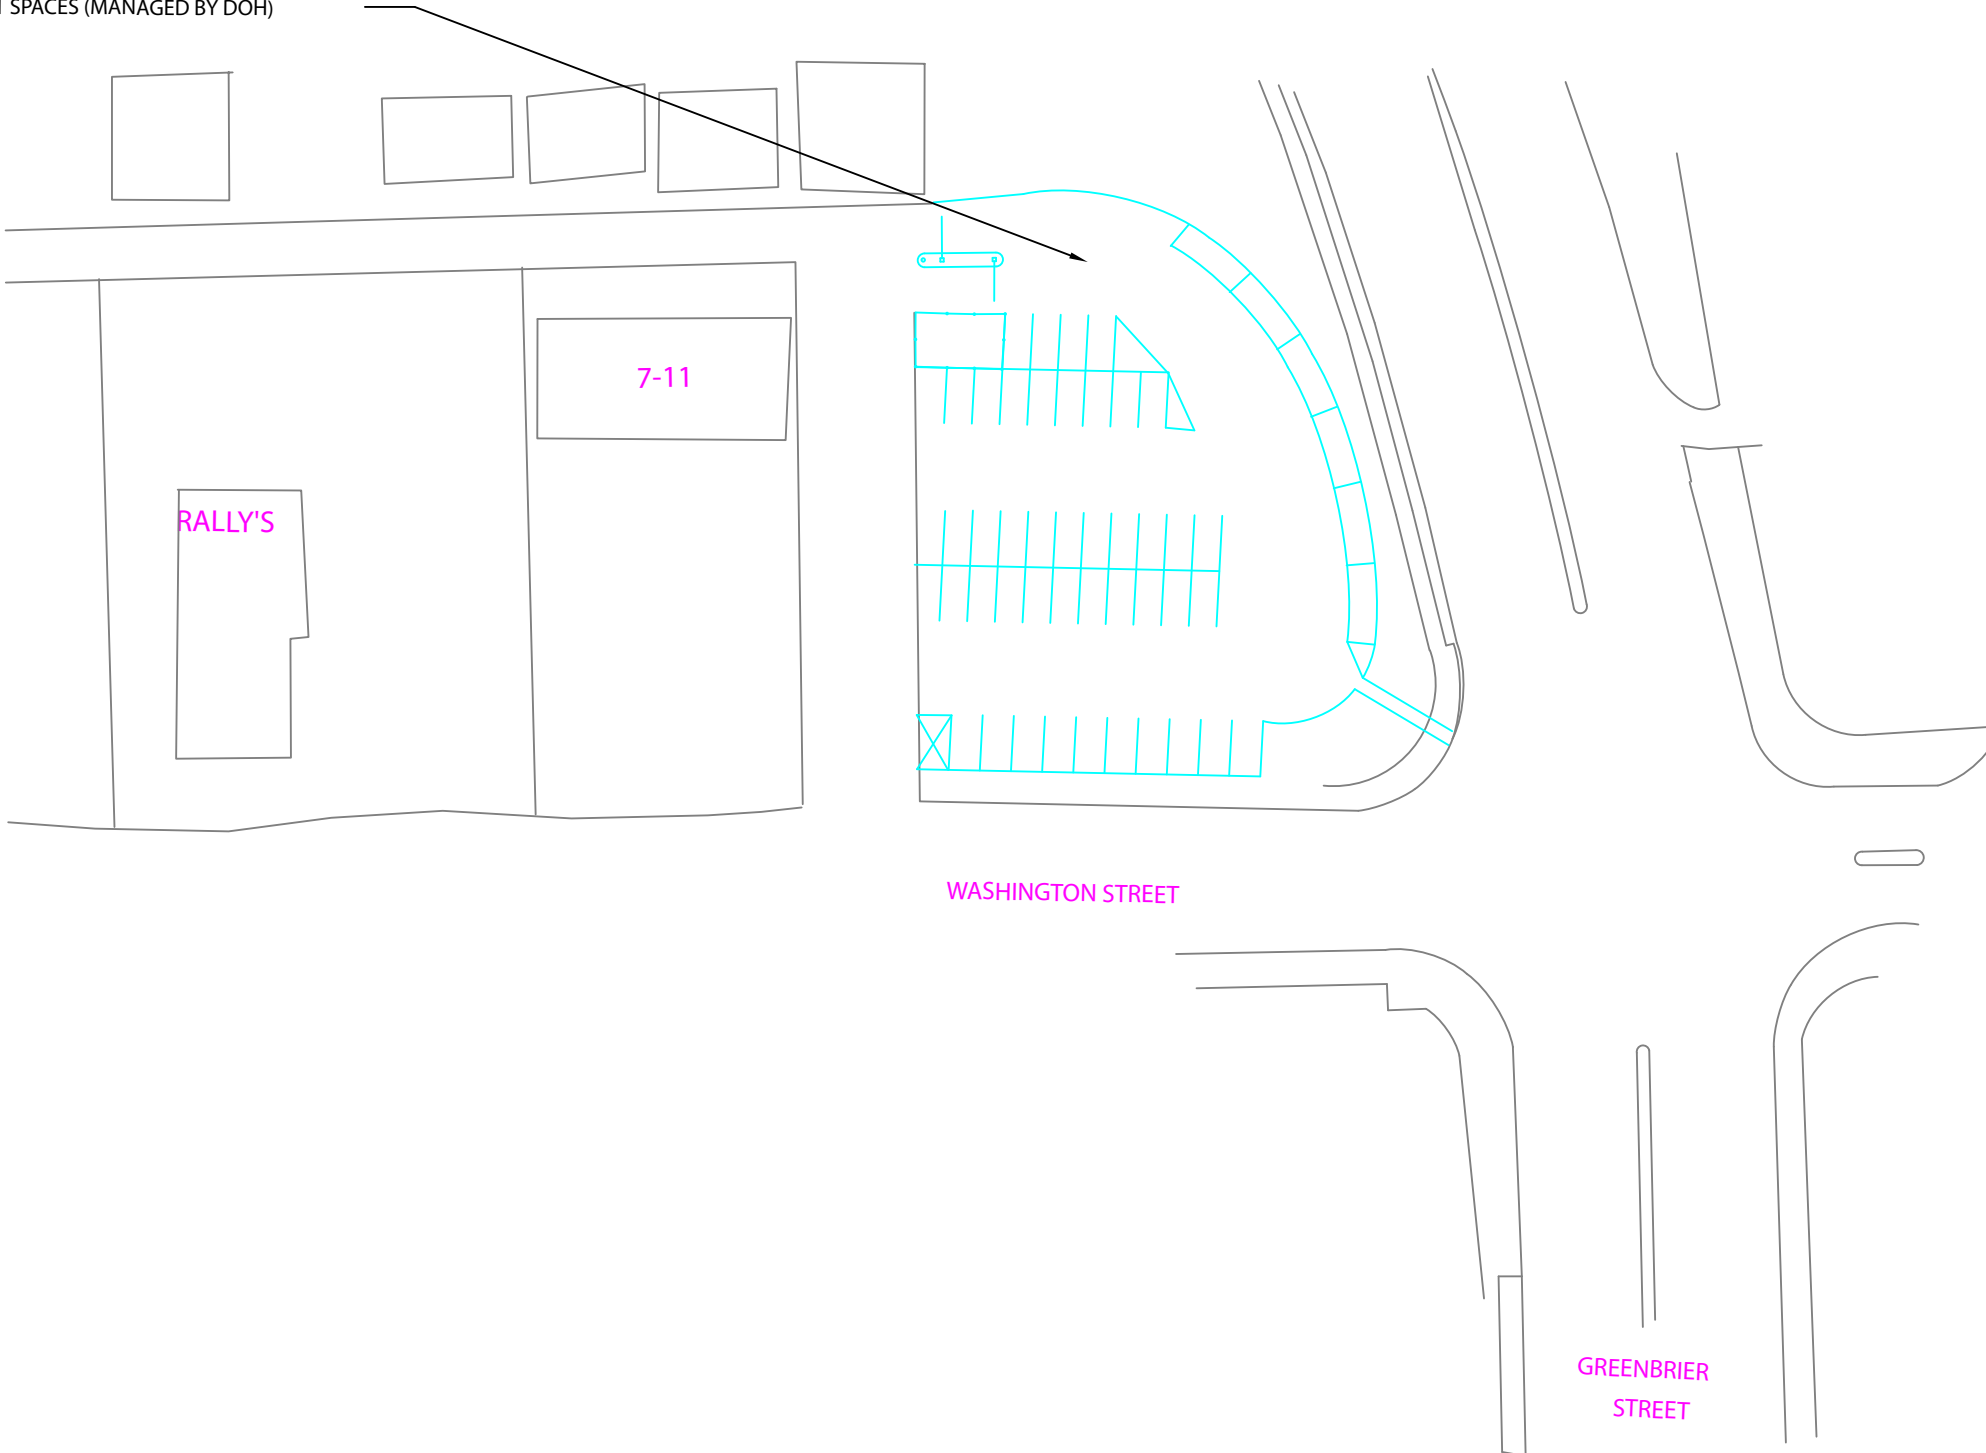 SPACES (MANAGED BY DOH)
7-11
RALLY'S
WASHINGTON STREET
GREENBRIER
STREET